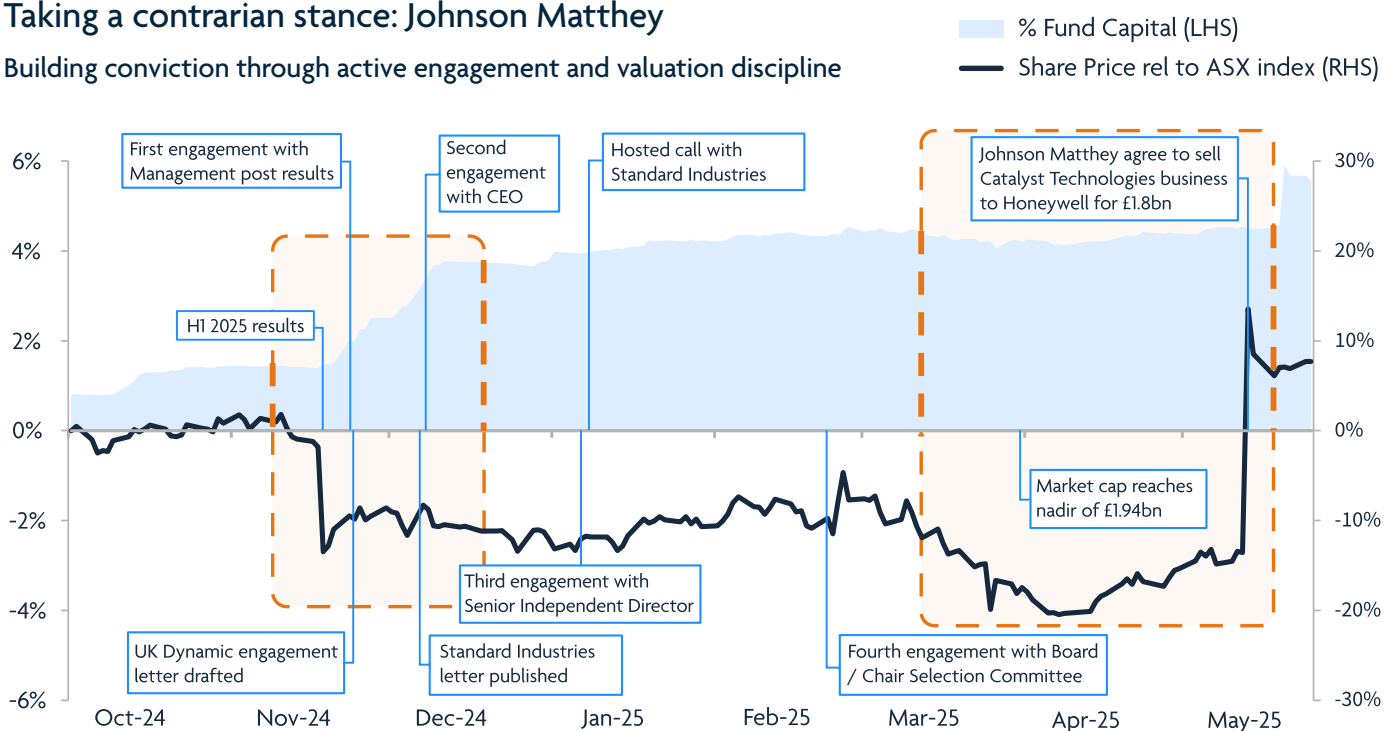 Taking a contrarian stance: Johnson Matthey
Building conviction through active engagement and valuation discipline
% Fund Capital (LHS)
Share Price rel to ASX index (RHS)
First engagement with
Management post results
Second
engagement
with CEO
Hosted call with
Standard Industries
Johnson Matthey agree to sell
Catalyst Technologies business
to Honeywell for £1.8bn
H1 2025 results
Market cap reaches
nadir of £1.94bn
Third engagement with
Senior Independent Director
UK Dynamic engagement
letter drafted
Standard Industries
letter published
Fourth engagement with Board
/ Chair Selection Committee
6%
4%
2%
0%
-2%
-4%
-6%
30%
20%
10%
0%
-10%
-20%
-30%
Oct-24
Nov-24
Dec-24
Jan-25
Feb-25
Mar-25
Apr-25
May-25